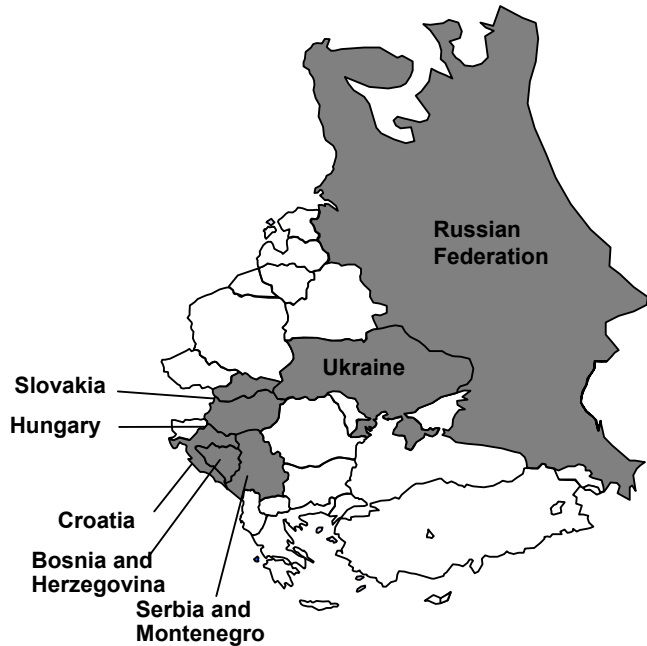 Russian
Federation
Ukraine
Slovakia
Hungary
Croatia
Bosnia and
Herzegovina
Serbia and
Montenegro